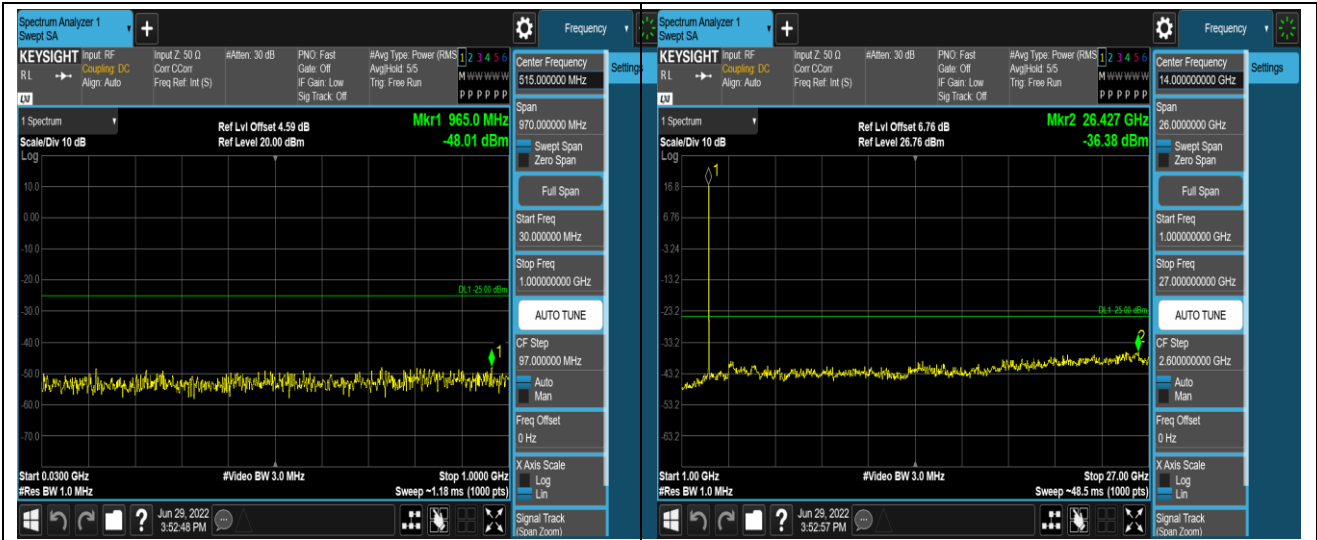 Spectrum Analyzer 1
Swept SA
+
Frequency
KEYSIGHT
RL
LXI
Input: RF
Coupling: DC
Align: Auto
Input Z: 50 Ω
Corr CCorr
Freq Ref: Int (S)
#Atten: 30 dB
PNO: Fast
Gate: Off
IF Gain: Low
Sig Track: Off
#Avg Type: Power (RMS
Avg|Hold: 5/5
Trig: Free Run
1 2 3 4 5 6
M W W W W W
P P P P P P
Center Frequency
515.000000 MHz
Settings
1 Spectrum
Scale/Div 10 dB
Log
Ref Lvl Offset 4.59 dB
Ref Level 20.00 dBm
Mkr1 965.0 MHz
-48.01 dBm
Span
970.000000 MHz
Swept Span
Zero Span
Full Span
Start Freq
30.000000 MHz
Stop Freq
1.000000000 GHz
AUTO TUNE
CF Step
97.000000 MHz
Auto
Man
Freq Offset
0 Hz
X Axis Scale
Log
Lin
Signal Track
(Span Zoom)
10.0
0.00
-10.0
-20.0
-30.0
-40.0
-50.0
-60.0
-70.0
DL1 -25.00 dBm
1
Start 0.0300 GHz
#Res BW 1.0 MHz
#Video BW 3.0 MHz
Stop 1.0000 GHz
Sweep ~1.18 ms (1000 pts)
?
Jun 29, 2022
3:52:48 PM
Spectrum Analyzer 1
Swept SA
+
Frequency
KEYSIGHT
RL
LXI
Input: RF
Coupling: DC
Align: Auto
Input Z: 50 Ω
Corr CCorr
Freq Ref: Int (S)
#Atten: 30 dB
PNO: Fast
Gate: Off
IF Gain: Low
Sig Track: Off
#Avg Type: Power (RMS
Avg|Hold: 5/5
Trig: Free Run
1 2 3 4 5 6
M W W W W W
P P P P P P
Center Frequency
14.000000000 GHz
Settings
1 Spectrum
Scale/Div 10 dB
Log
Ref Lvl Offset 6.76 dB
Ref Level 26.76 dBm
Mkr2 26.427 GHz
-36.38 dBm
Span
26.0000000 GHz
Swept Span
Zero Span
Full Span
Start Freq
1.000000000 GHz
Stop Freq
27.000000000 GHz
AUTO TUNE
CF Step
2.600000000 GHz
Auto
Man
Freq Offset
0 Hz
X Axis Scale
Log
Lin
Signal Track
(Span Zoom)
16.8
6.76
-3.24
-13.2
-23.2
-33.2
-43.2
-53.2
-63.2
1
DL1 -25.00 dBm
2
Start 1.00 GHz
#Res BW 1.0 MHz
#Video BW 3.0 MHz
Stop 27.00 GHz
Sweep ~48.5 ms (1000 pts)
?
Jun 29, 2022
3:52:57 PM